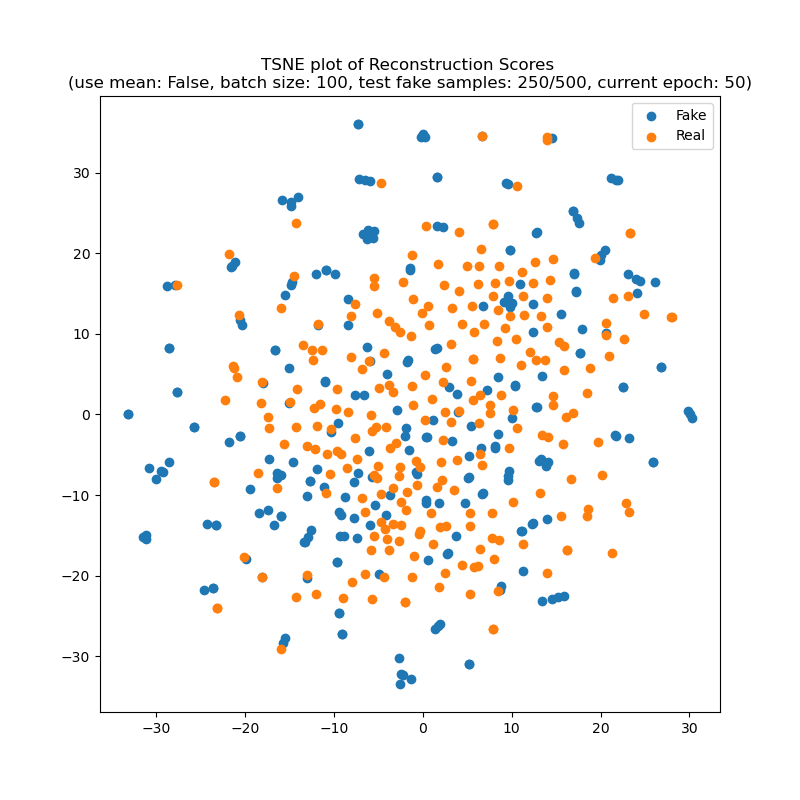 TSNE plot of Reconstruction Scores
(use mean: False, batch size: 100, test fake samples: 250/500, current epoch: 50)
Fake
Real
30
20
10
0
−10
−20
−30
−30 −20 −10 0 10 20 30